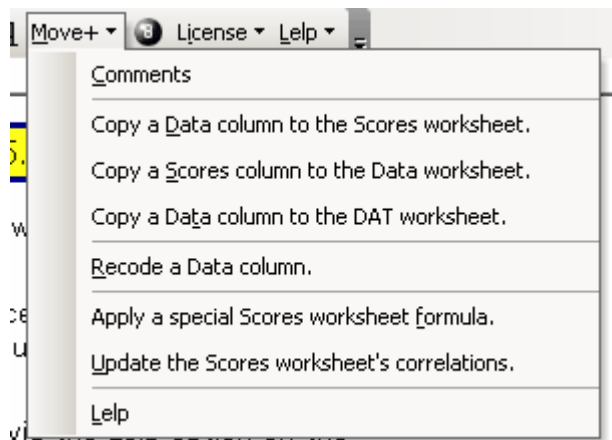 Move+ License Lelp
Comments
Copy a Data column to the Scores worksheet.
Copy a Scores column to the Data worksheet.
Copy a Data column to the DAT worksheet.
Recode a Data column.
Apply a special Scores worksheet formula.
Update the Scores worksheet's correlations.
Lelp